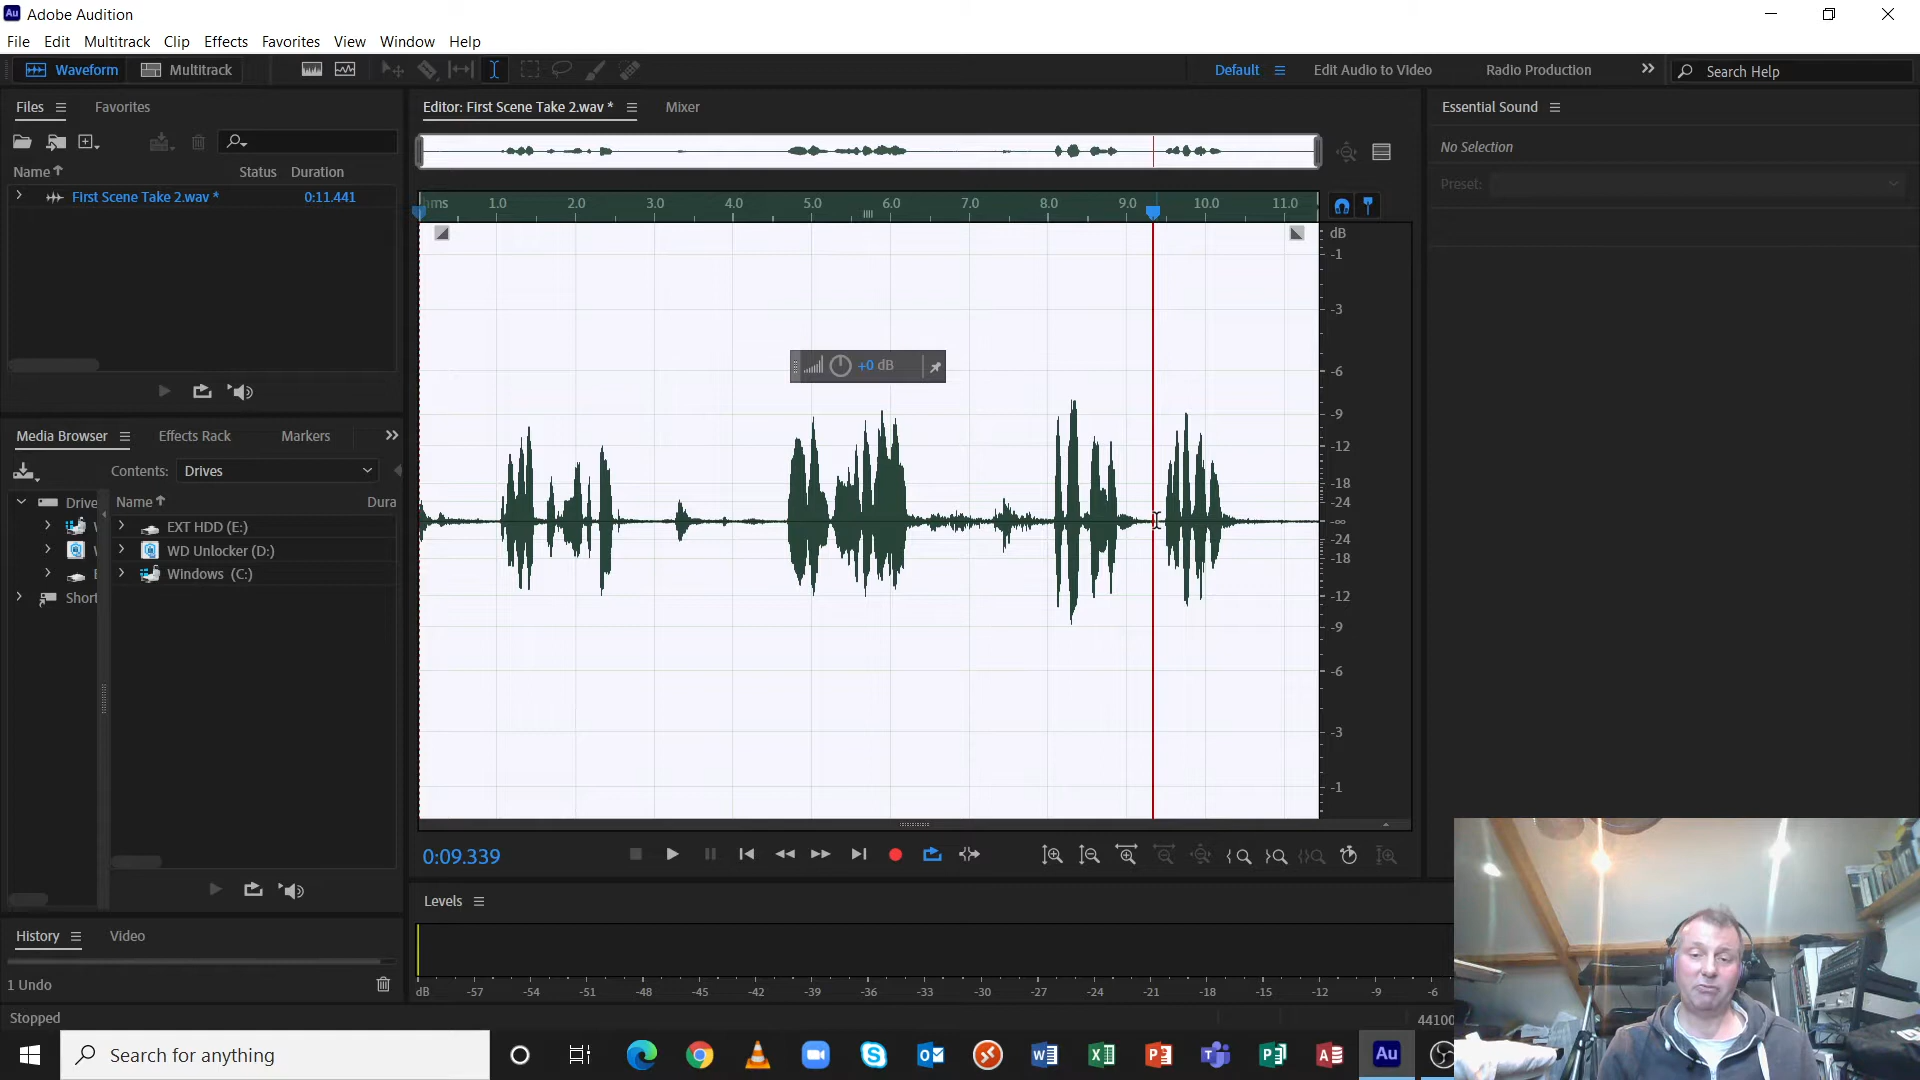 Adobe Audition
File Edit Multitrack Clip Effects Favorites View Window Help
Waveform Multitrack Default Edit Audio to Video Radio Production Search Help
Files Favorites
Name Status Duration
First Scene Take 2.wav * 0:11.441
Media Browser Effects Rack Markers
Contents: Drives
Drive Name Dura
EXT HDD (E:)
WD Unlocker (D:)
Windows (C:)
Short
History Video
1 Undo
Stopped
Editor: First Scene Take 2.wav * Mixer
hms 1.0 2.0 3.0 4.0 5.0 6.0 7.0 8.0 9.0 10.0 11.0
dB
-1
-3
-6
-9
-12
-18
-24
-∞
-24
-18
-12
-9
-6
-3
-1
+0 dB
0:09.339
Levels
dB -57 -54 -51 -48 -45 -42 -39 -36 -33 -30 -27 -24 -21 -18 -15 -12 -9 -6
44100
Essential Sound
No Selection
Preset:
Search for anything
Au